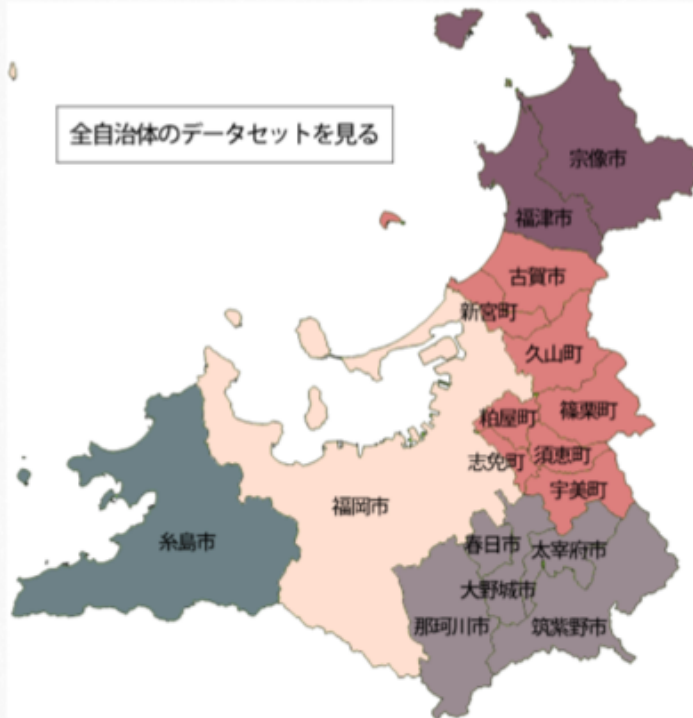 全自治体のデータセットを見る
宗像市
福津市
古賀市
新宮町
久山町
粕屋町
篠栗町
志免町
須恵町
宇美町
福岡市
糸島市
春日市
太宰府市
大野城市
那珂川市
筑紫野市